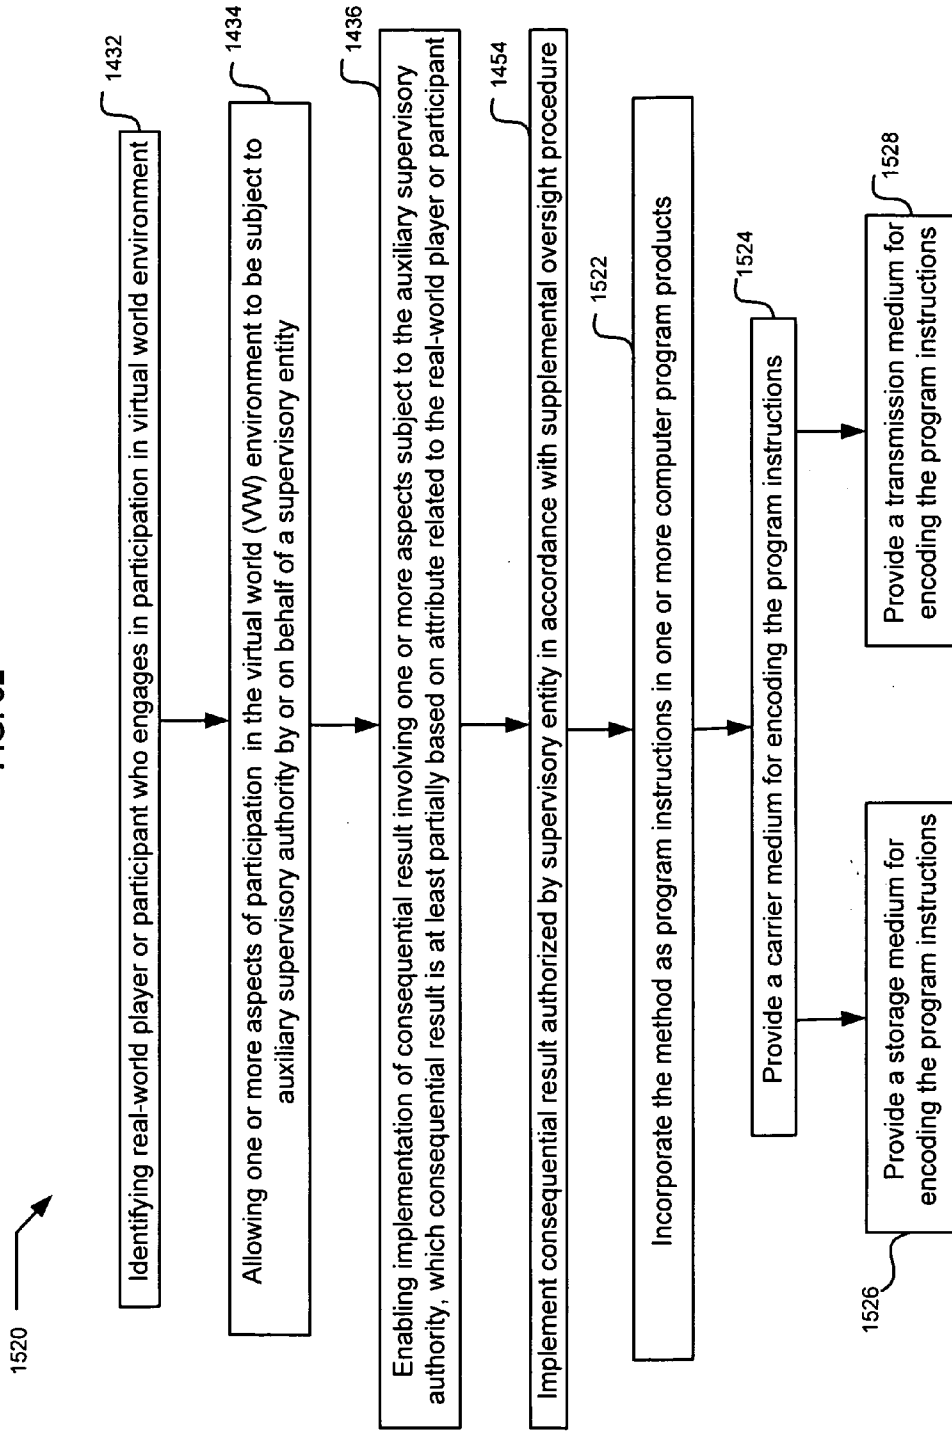 1520
1432
Identifying real-world player or participant who engages in participation in virtual world environment
1434
Allowing one or more aspects of participation in the virtual world (VW) environment to be subject to
auxiliary supervisory authority by or on behalf of a supervisory entity
1436
Enabling implementation of consequential result involving one or more aspects subject to the auxiliary supervisory
authority, which consequential result is at least partially based on attribute related to the real-world player or participant
1454
Implement consequential result authorized by supervisory entity in accordance with supplemental oversight procedure
1522
Incorporate the method as program instructions in one or more computer program products
1524
Provide a carrier medium for encoding the program instructions
1526
Provide a storage medium for
encoding the program instructions
1528
Provide a transmission medium for
encoding the program instructions